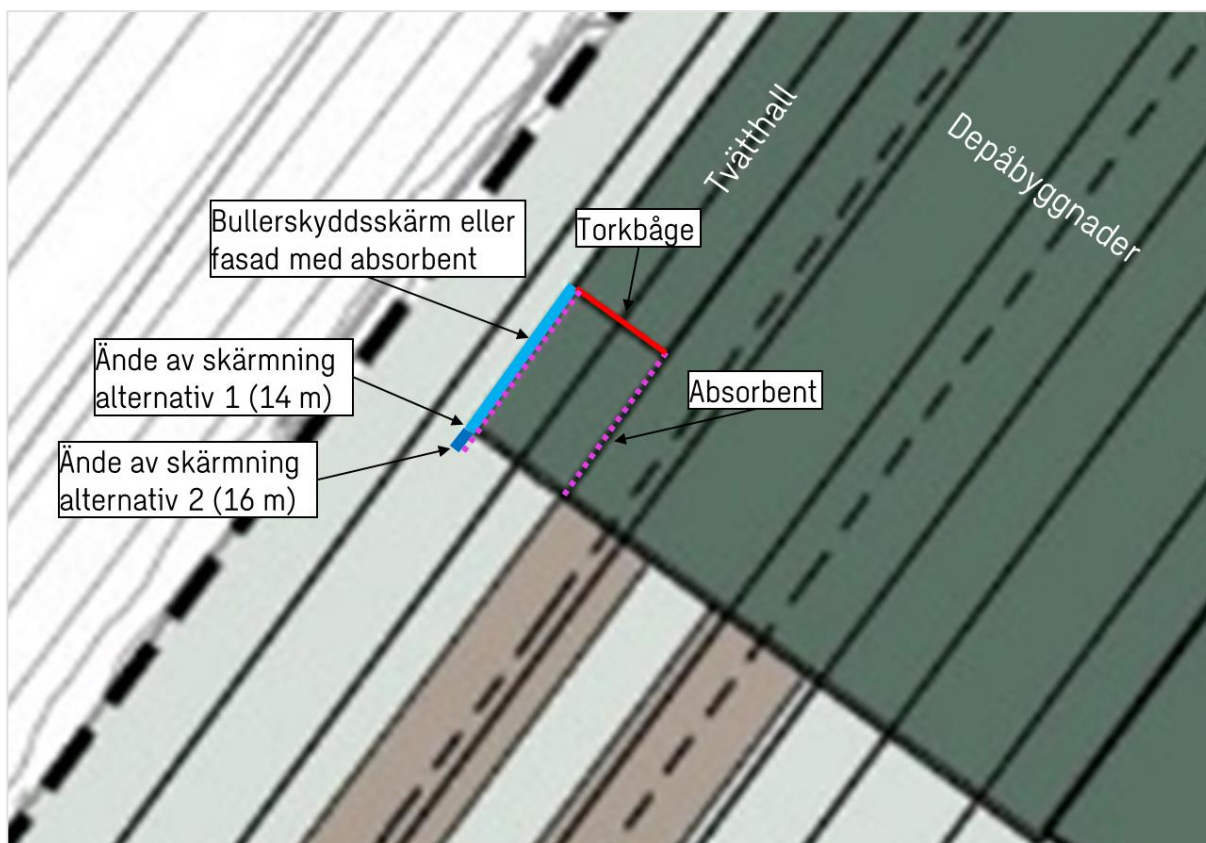 Tvätthall
Depåbyggnader
Bullerskyddsskärm eller
fasad med absorbent
Torkbåge
Ände av skärmning
alternativ 1 (14 m)
Absorbent
Ände av skärmning
alternativ 2 (16 m)